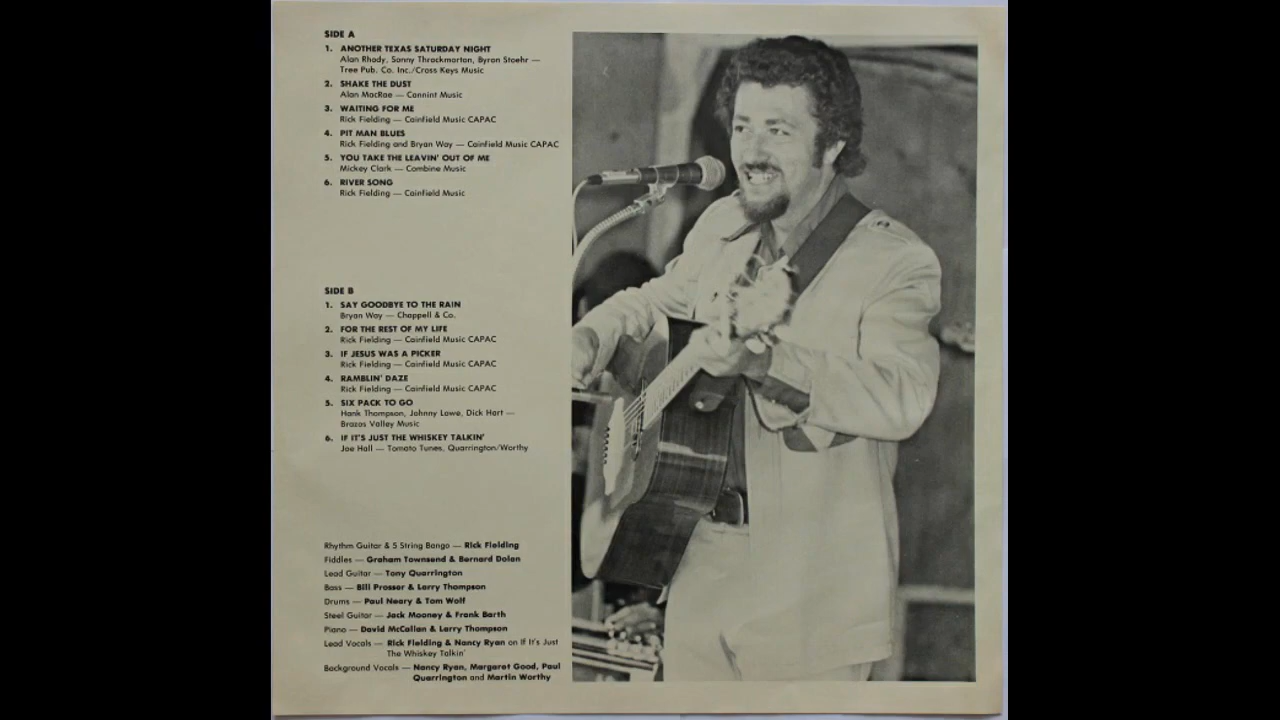 SIDE A
1. ANOTHER TEXAS SATURDAY NIGHT
Alan Rhody, Sonny Throckmorton, Byron Stoehr —
Tree Pub. Co. Inc./Cross Keys Music
2. SHAKE THE DUST
Alan MacRae — Cannint Music
3. WAITING FOR ME
Rick Fielding — Cainfield Music CAPAC
4. PIT MAN BLUES
Rick Fielding and Bryan Way — Cainfield Music CAPAC
5. YOU TAKE THE LEAVIN' OUT OF ME
Mickey Clark — Combine Music
6. RIVER SONG
Rick Fielding — Cainfield Music
SIDE B
1. SAY GOODBYE TO THE RAIN
Bryan Way — Chappell & Co.
2. FOR THE REST OF MY LIFE
Rick Fielding — Cainfield Music CAPAC
3. IF JESUS WAS A PICKER
Rick Fielding — Cainfield Music CAPAC
4. RAMBLIN' DAZE
Rick Fielding — Cainfield Music CAPAC
5. SIX PACK TO GO
Hank Thompson, Johnny Lowe, Dick Hart —
Brazos Valley Music
6. IF IT'S JUST THE WHISKEY TALKIN'
Joe Hall — Tomato Tunes, Quarrington/Worthy
Rhythm Guitar & 5 String Bango — Rick Fielding
Fiddles — Graham Townsend & Bernard Dolan
Lead Guitar — Tony Quarrington
Bass — Bill Prosser & Larry Thompson
Drums — Paul Neary & Tom Wolf
Steel Guitar — Jack Mooney & Frank Barth
Piano — David McCallan & Larry Thompson
Lead Vocals — Rick Fielding & Nancy Ryan on If It's Just
The Whiskey Talkin'
Background Vocals — Nancy Ryan, Margaret Good, Paul
Quarrington and Martin Worthy